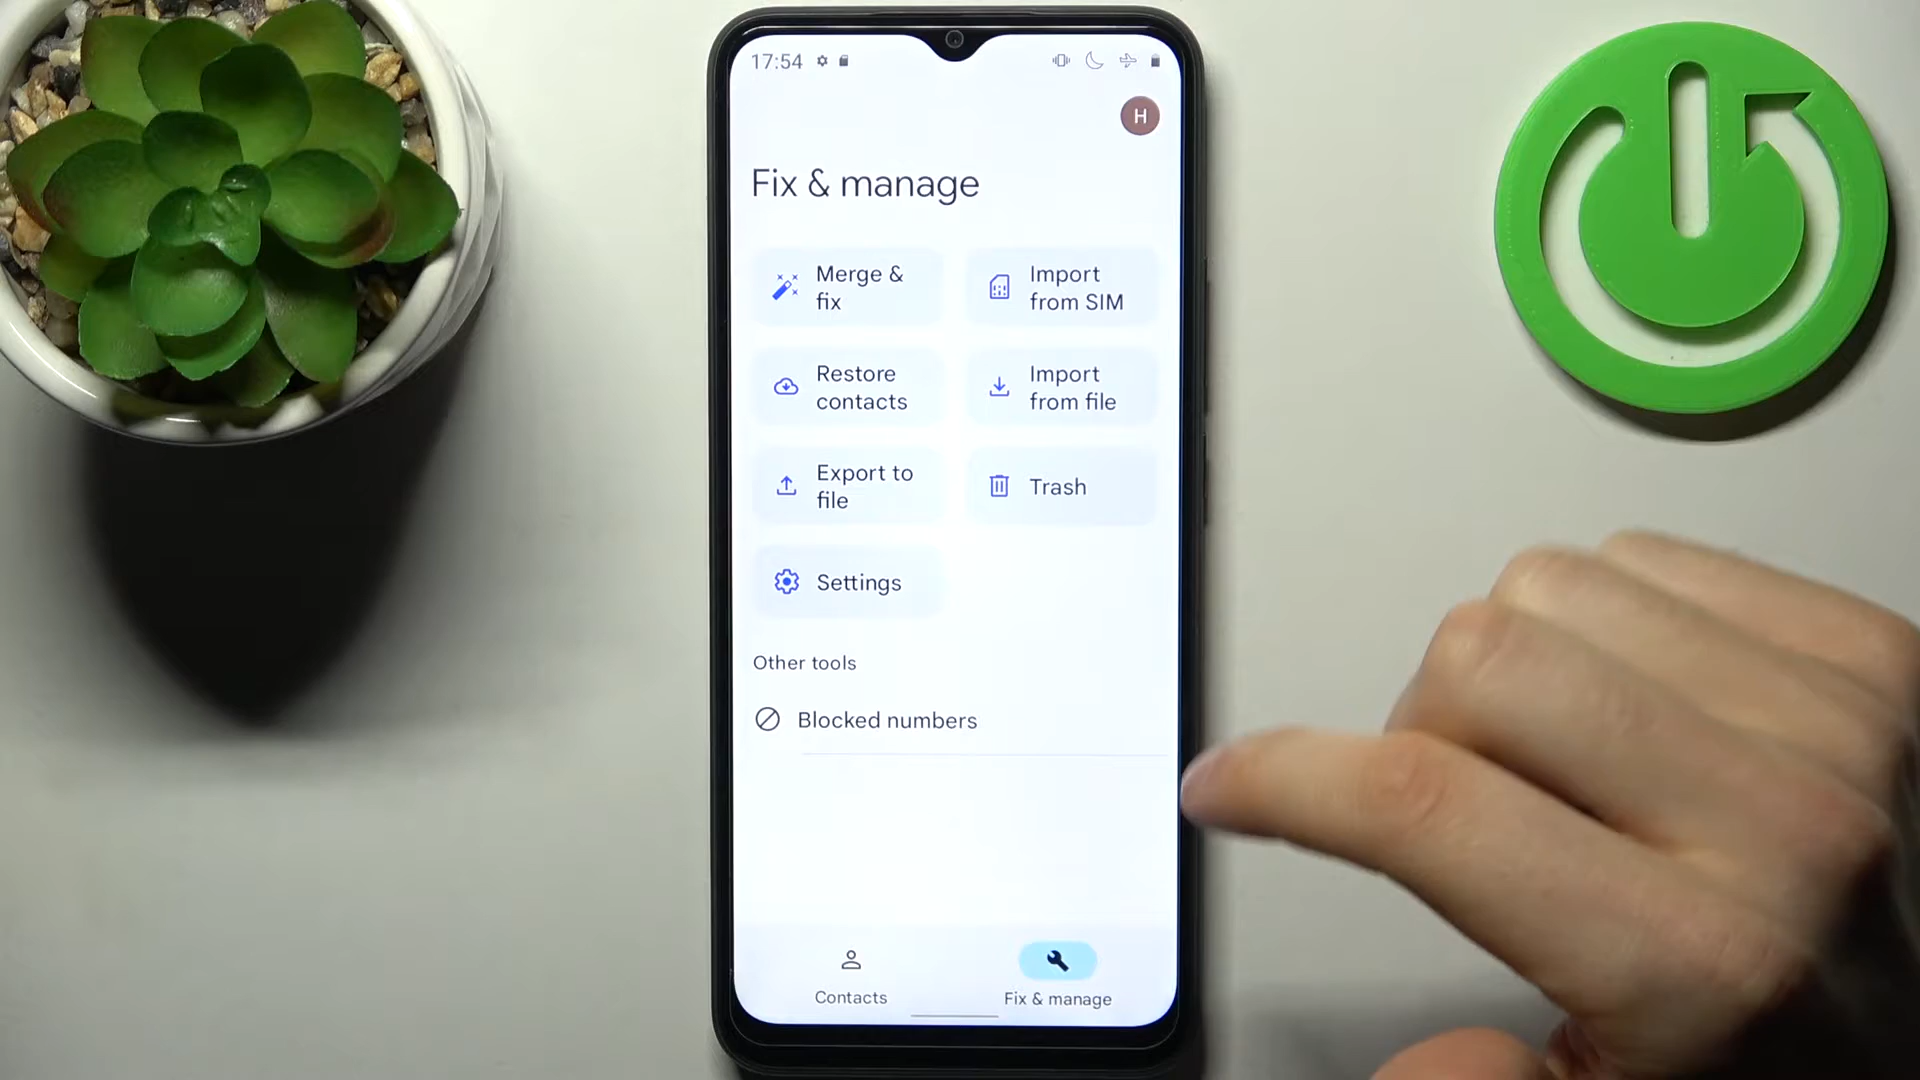 17:54
H
Fix & manage
Merge &
fix
Import
from SIM
Restore
contacts
Import
from file
Export to
file
Trash
Settings
Other tools
Blocked numbers
Contacts
Fix & manage